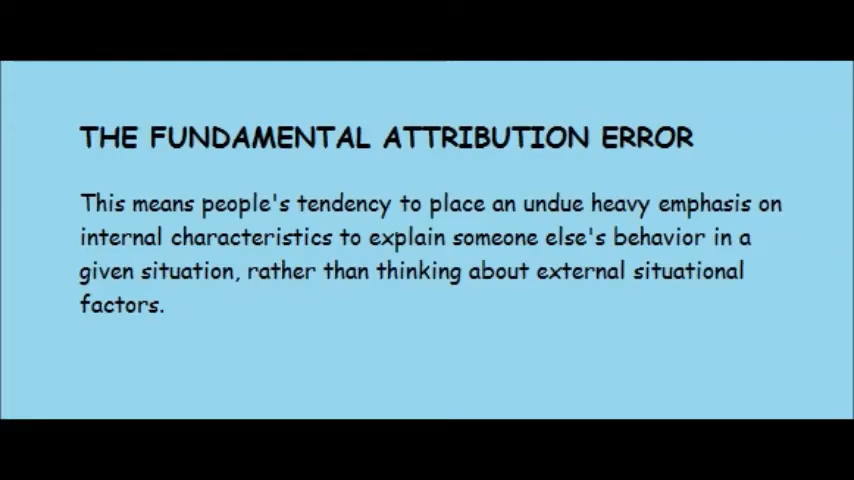 THE FUNDAMENTAL ATTRIBUTION ERROR
This means people's tendency to place an undue heavy emphasis on
internal characteristics to explain someone else's behavior in a
given situation, rather than thinking about external situational
factors.